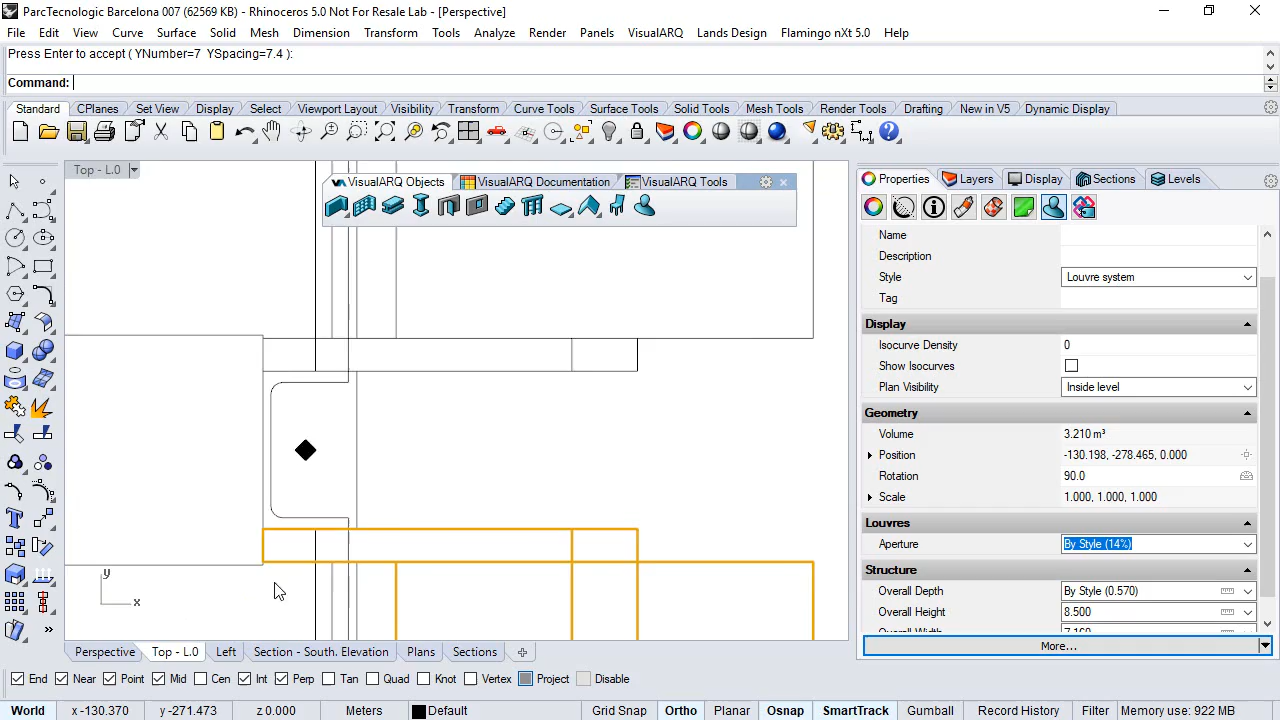 ParcTecnologic Barcelona 007 (62569 KB) - Rhinoceros 5.0 Not For Resale Lab - [Perspective]
File Edit View Curve Surface Solid Mesh Dimension Transform Tools Analyze Render Panels VisualARQ Lands Design Flamingo nXt 5.0 Help
Press Enter to accept ( YNumber=7 YSpacing=7.4 ):
Command:
Standard CPlanes Set View Display Select Viewport Layout Visibility Transform Curve Tools Surface Tools Solid Tools Mesh Tools Render Tools Drafting New in V5 Dynamic Display
Top - L.0
VisualARQ Objects VisualARQ Documentation VisualARQ Tools
Properties Layers Display Sections Levels
Name
Description
Style Louvre system
Tag
Display
Isocurve Density 0
Show Isocurves
Plan Visibility Inside level
Geometry
Volume 3.210 m³
Position -130.198, -278.465, 0.000
Rotation 90.0
Scale 1.000, 1.000, 1.000
Louvres
Aperture By Style (14%)
Structure
Overall Depth By Style (0.570)
Overall Height 8.500
Overall Width 7.160
More...
y
x
Perspective Top - L.0 Left Section - South. Elevation Plans Sections
End Near Point Mid Cen Int Perp Tan Quad Knot Vertex Project Disable
World x -130.370 y -271.473 z 0.000 Meters Default Grid Snap Ortho Planar Osnap SmartTrack Gumball Record History Filter Memory use: 922 MB